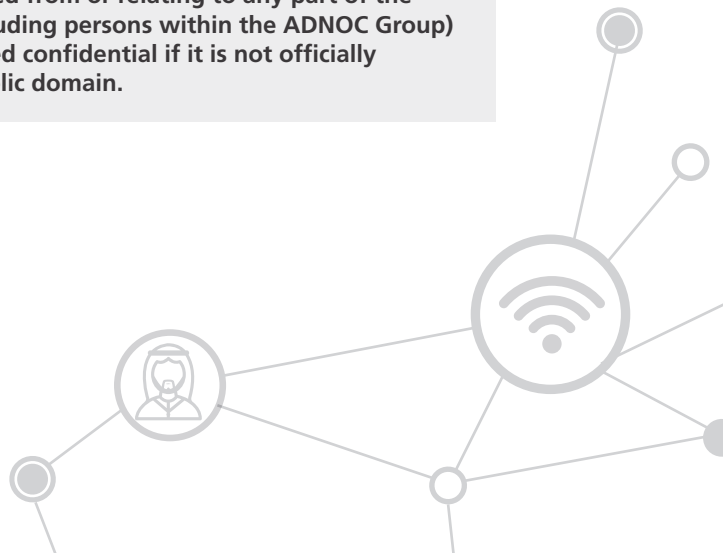 from or relating to any part of the
uding persons within the ADNOC Group)
ed confidential if it is not officially
lic domain.